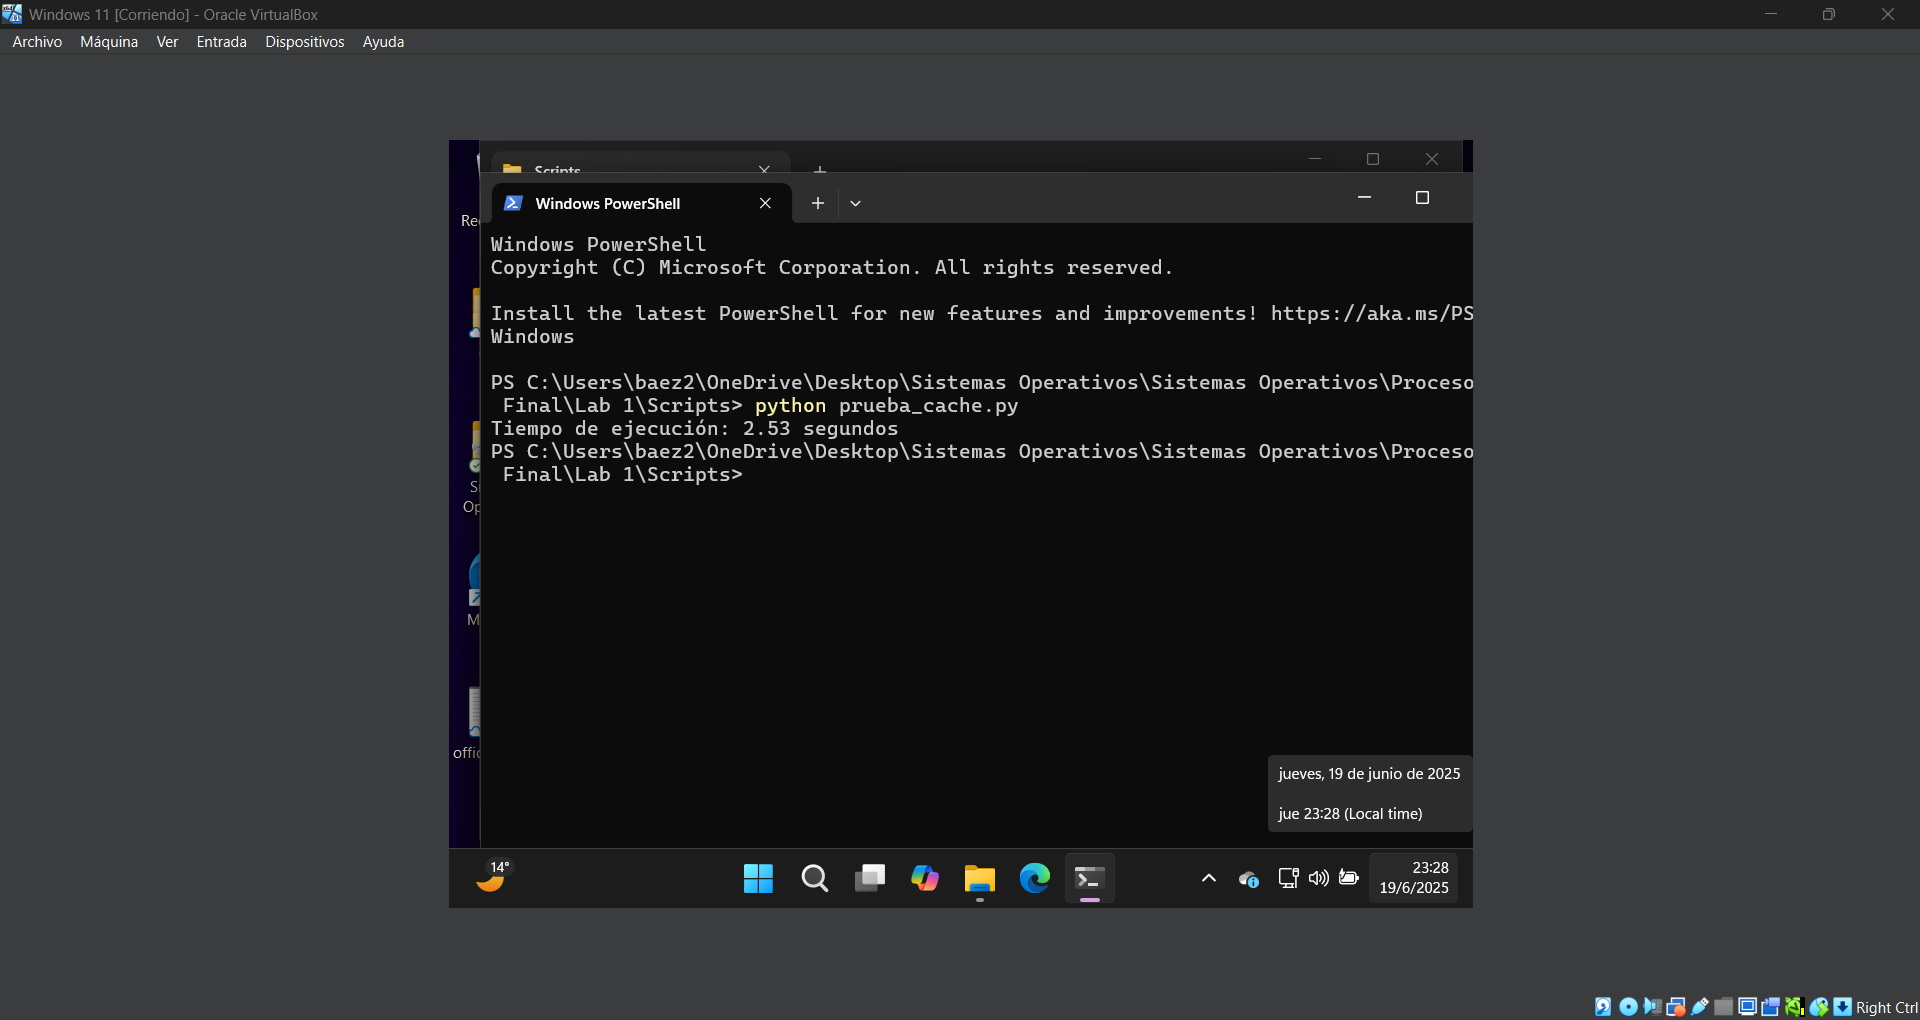 Windows 11 [Corriendo] - Oracle VirtualBox
Archivo Máquina Ver Entrada Dispositivos Ayuda
Scripts
Windows PowerShell
Windows PowerShell
Copyright (C) Microsoft Corporation. All rights reserved.
Install the latest PowerShell for new features and improvements! https://aka.ms/PS
Windows
PS C:\Users\baez2\OneDrive\Desktop\Sistemas Operativos\Sistemas Operativos\Proceso
Final\Lab 1\Scripts> python prueba_cache.py
Tiempo de ejecución: 2.53 segundos
PS C:\Users\baez2\OneDrive\Desktop\Sistemas Operativos\Sistemas Operativos\Proceso
Final\Lab 1\Scripts>
jueves, 19 de junio de 2025
jue 23:28 (Local time)
14°
23:28
19/6/2025
Right Ctrl